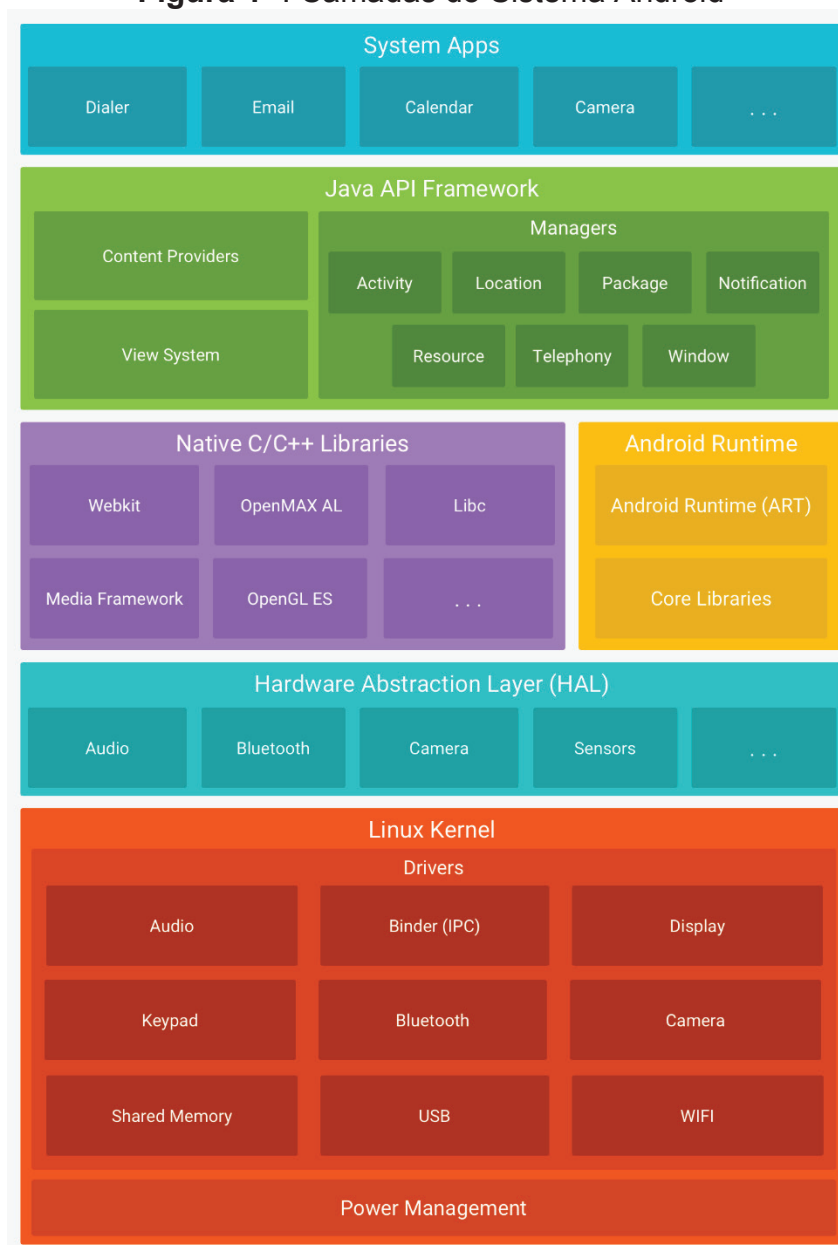 System Apps
Dialer Email Calendar Camera . . .
Java API Framework
Content Providers
View System
Managers
Activity Location Package Notification
Resource Telephony Window
Native C/C++ Libraries
Webkit OpenMAX AL Libc
Media Framework OpenGL ES . . .
Android Runtime
Android Runtime (ART)
Core Libraries
Hardware Abstraction Layer (HAL)
Audio Bluetooth Camera Sensors . . .
Linux Kernel
Drivers
Audio Binder (IPC) Display
Keypad Bluetooth Camera
Shared Memory USB WIFI
Power Management